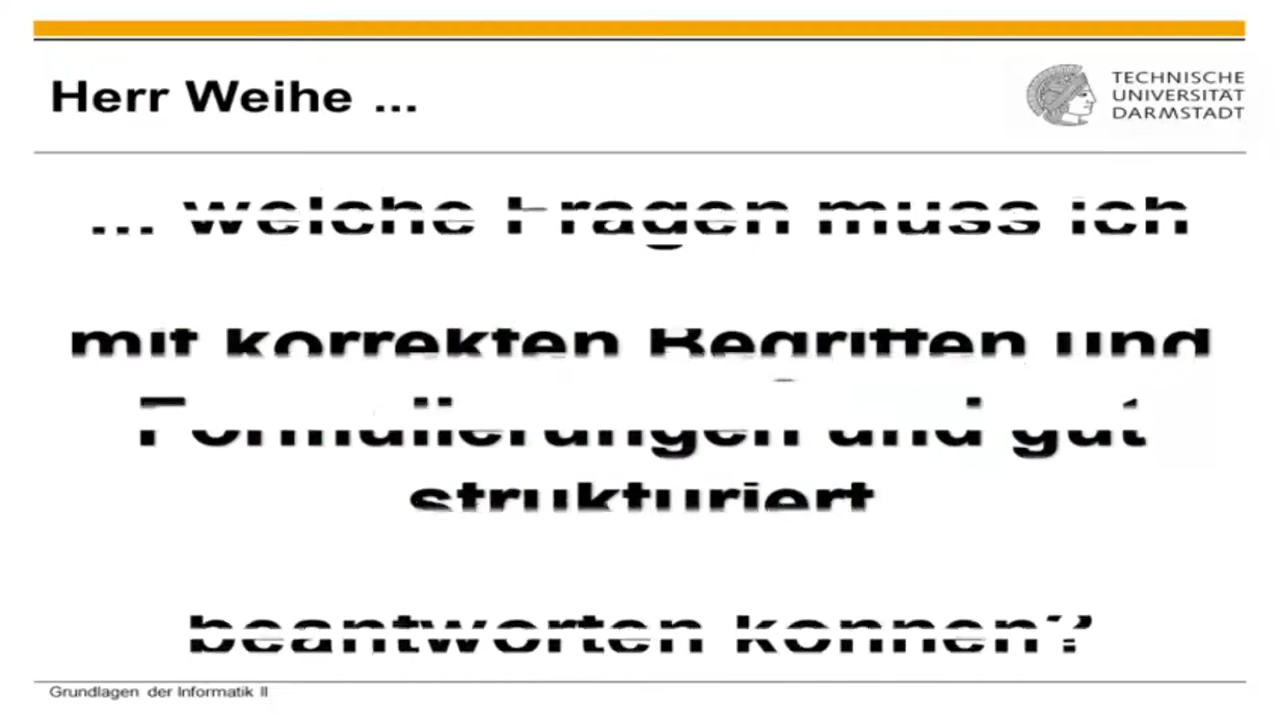 Herr Weihe ...
TECHNISCHE
UNIVERSITÄT
DARMSTADT
... welche Fragen muss ich
mit korrekten Begriffen und
Formulierungen und gut
strukturiert
beantworten können?
Grundlagen der Informatik II